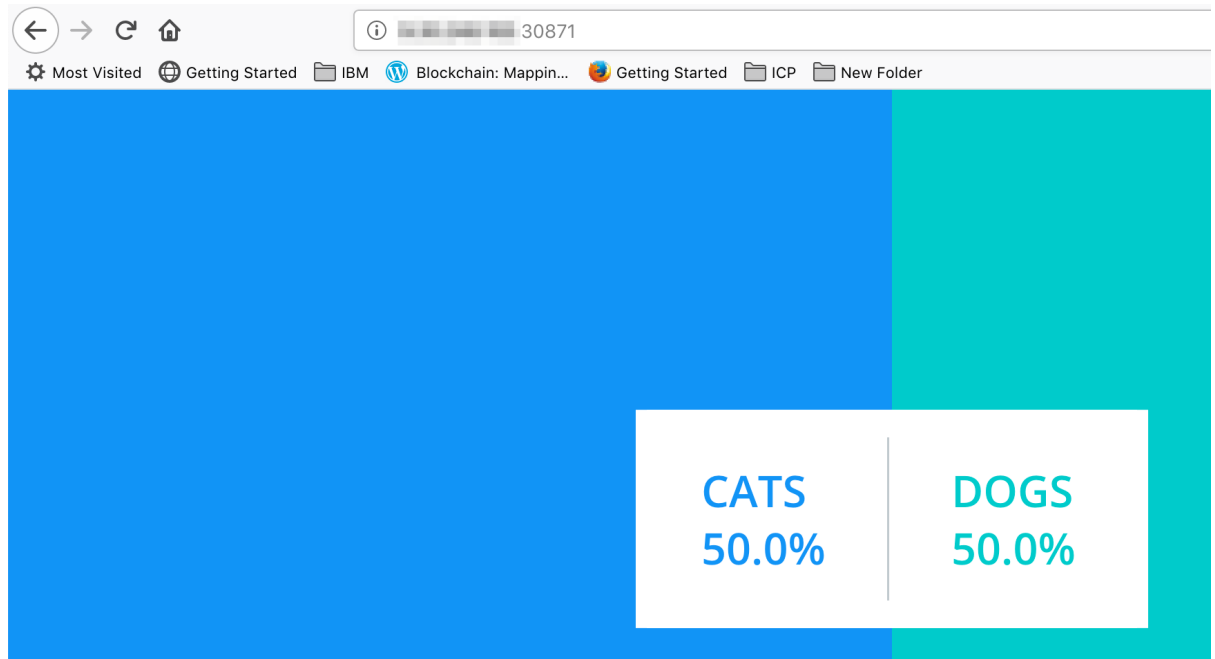 30871
Most Visited Getting Started IBM Blockchain: Mappin... Getting Started ICP New Folder
CATS DOGS
50.0% 50.0%